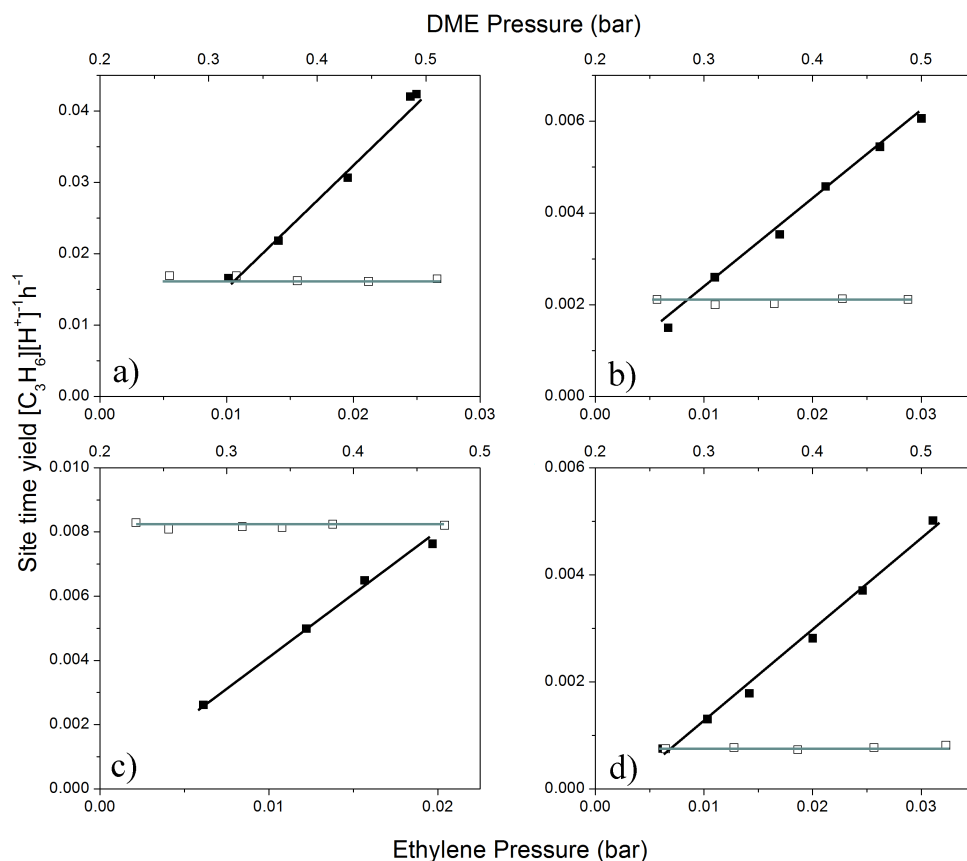 DME Pressure (bar)
0.2 0.3 0.4 0.5
0.2 0.3 0.4 0.5
0.04
0.03
0.02
0.01
0.00
a)
0.00 0.01 0.02 0.03
0.006
0.004
0.002
0.000
b)
0.00 0.01 0.02 0.03
Site time yield [C₃H₆][H⁺]⁻¹h⁻¹
0.2 0.3 0.4 0.5
0.2 0.3 0.4 0.5
0.010
0.008
0.006
0.004
0.002
0.000
c)
0.00 0.01 0.02
0.006
0.004
0.002
0.000
d)
0.00 0.01 0.02 0.03
Ethylene Pressure (bar)